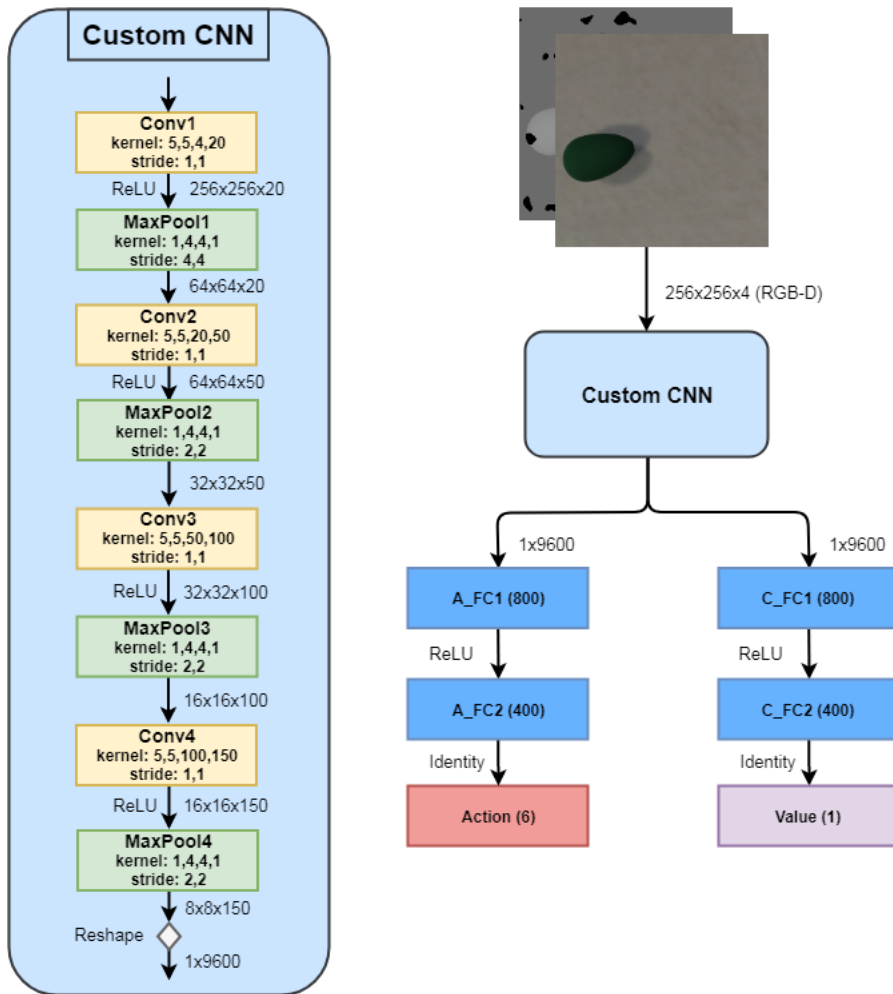 Custom CNN
Conv1
kernel: 5,5,4,20
stride: 1,1
ReLU
256x256x20
MaxPool1
kernel: 1,4,4,1
stride: 4,4
64x64x20
Conv2
kernel: 5,5,20,50
stride: 1,1
ReLU
64x64x50
MaxPool2
kernel: 1,4,4,1
stride: 2,2
32x32x50
Conv3
kernel: 5,5,50,100
stride: 1,1
ReLU
32x32x100
MaxPool3
kernel: 1,4,4,1
stride: 2,2
16x16x100
Conv4
kernel: 5,5,100,150
stride: 1,1
ReLU
16x16x150
MaxPool4
kernel: 1,4,4,1
stride: 2,2
8x8x150
Reshape
1x9600
256x256x4 (RGB-D)
Custom CNN
1x9600
A_FC1 (800)
ReLU
A_FC2 (400)
Identity
Action (6)
1x9600
C_FC1 (800)
ReLU
C_FC2 (400)
Identity
Value (1)